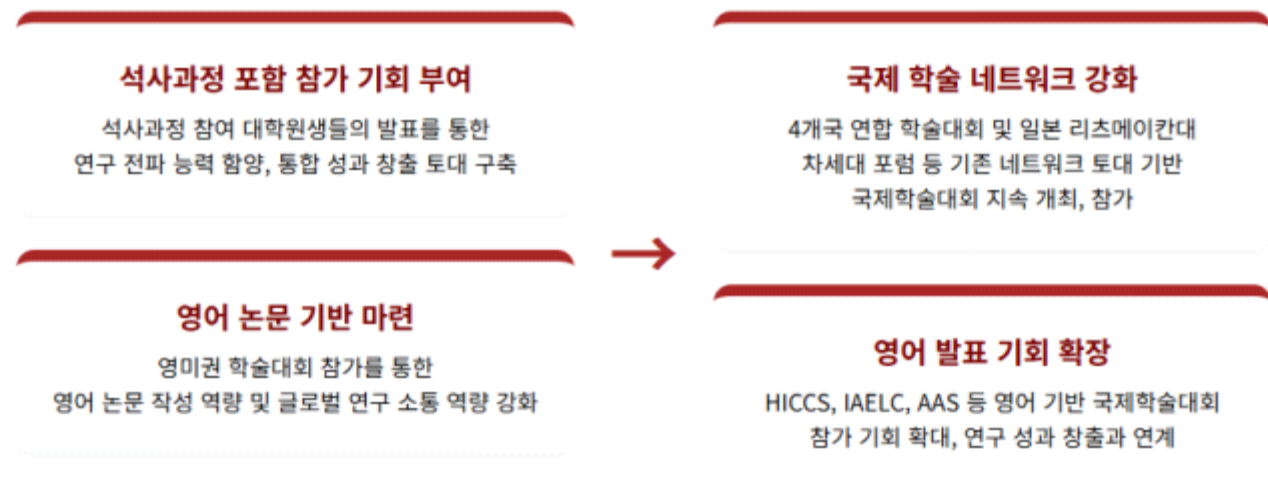 석사과정 포함 참가 기회 부여
석사과정 참여 대학원생들의 발표를 통한
연구 전파 능력 함양, 통합 성과 창출 토대 구축
영어 논문 기반 마련
영미권 학술대회 참가를 통한
영어 논문 작성 역량 및 글로벌 연구 소통 역량 강화
→
국제 학술 네트워크 강화
4개국 연합 학술대회 및 일본 리츠메이칸대
차세대 포럼 등 기존 네트워크 토대 기반
국제학술대회 지속 개최, 참가
영어 발표 기회 확장
HICCS, IAELC, AAS 등 영어 기반 국제학술대회
참가 기회 확대, 연구 성과 창출과 연계